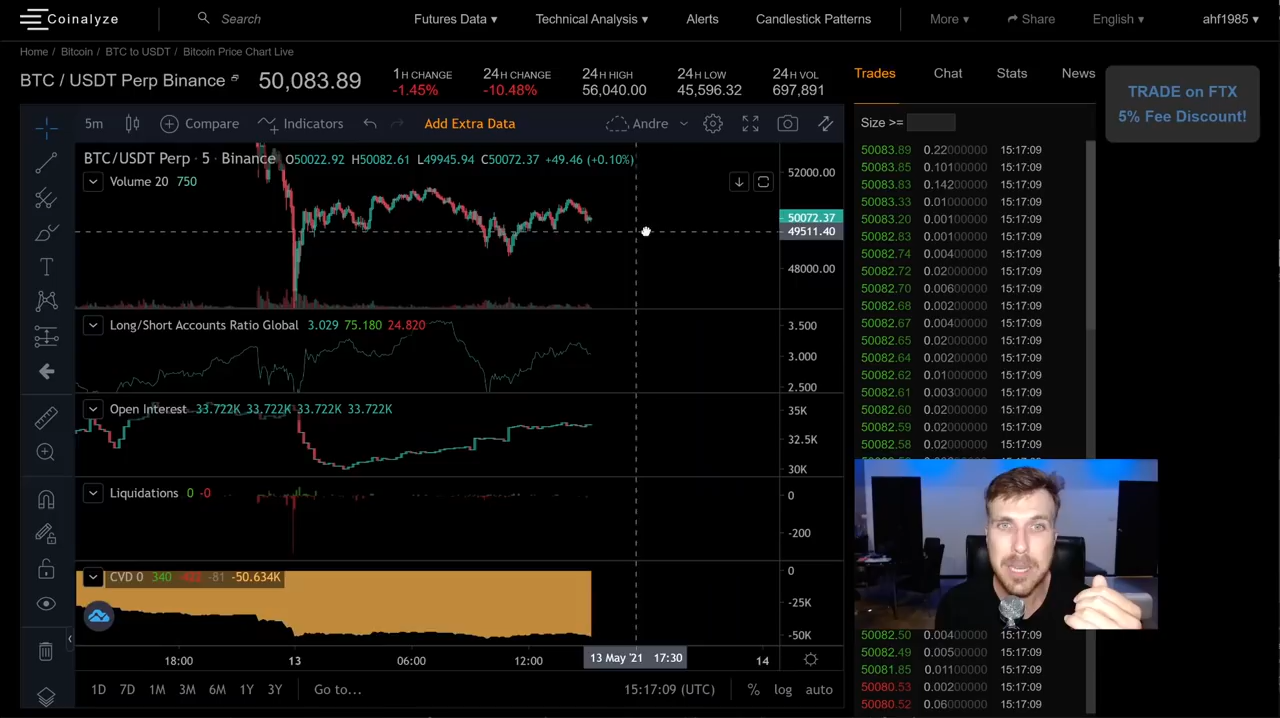 Coinalyze
Search
Futures Data ▾
Technical Analysis ▾
Alerts
Candlestick Patterns
More ▾
Share
English ▾
ahf1985 ▾
Home / Bitcoin / BTC to USDT / Bitcoin Price Chart Live
BTC / USDT Perp Binance
50,083.89
1H CHANGE
-1.45%
24H CHANGE
-10.48%
24H HIGH
56,040.00
24H LOW
45,596.32
24H VOL
697,891
Trades
Chat
Stats
News
TRADE on FTX
5% Fee Discount!
5m
Compare
Indicators
Add Extra Data
Andre
Size >=
BTC/USDT Perp · 5 · Binance O50022.92 H50082.61 L49945.94 C50072.37 +49.46 (+0.10%)
Volume 20 750
52000.00
50072.37
49511.40
48000.00
Long/Short Accounts Ratio Global 3.029 75.180 24.820
3.500
3.000
2.500
Open Interest 33.722K 33.722K 33.722K 33.722K
35K
32.5K
30K
Liquidations 0 -0
0
-200
CVD 0 340 -81 -50.634K
0
-25K
-50K
18:00
13
06:00
12:00
13 May '21 17:30
14
1D 7D 1M 3M 6M 1Y 3Y
Go to...
15:17:09 (UTC)
% log auto
50083.89 0.22000000 15:17:09
50083.85 0.10100000 15:17:09
50083.83 0.14200000 15:17:09
50083.33 0.01000000 15:17:09
50083.20 0.00100000 15:17:09
50082.83 0.00100000 15:17:09
50082.74 0.00400000 15:17:09
50082.72 0.02000000 15:17:09
50082.70 0.00600000 15:17:09
50082.68 0.00200000 15:17:09
50082.67 0.00400000 15:17:09
50082.65 0.02000000 15:17:09
50082.64 0.00200000 15:17:09
50082.62 0.01000000 15:17:09
50082.61 0.00300000 15:17:09
50082.60 0.02000000 15:17:09
50082.59 0.02000000 15:17:09
50082.58 0.02000000 15:17:09
50082.50 0.00400000 15:17:09
50082.49 0.00500000 15:17:09
50081.85 0.01100000 15:17:09
50080.53 0.00200000 15:17:09
50080.52 0.06000000 15:17:09